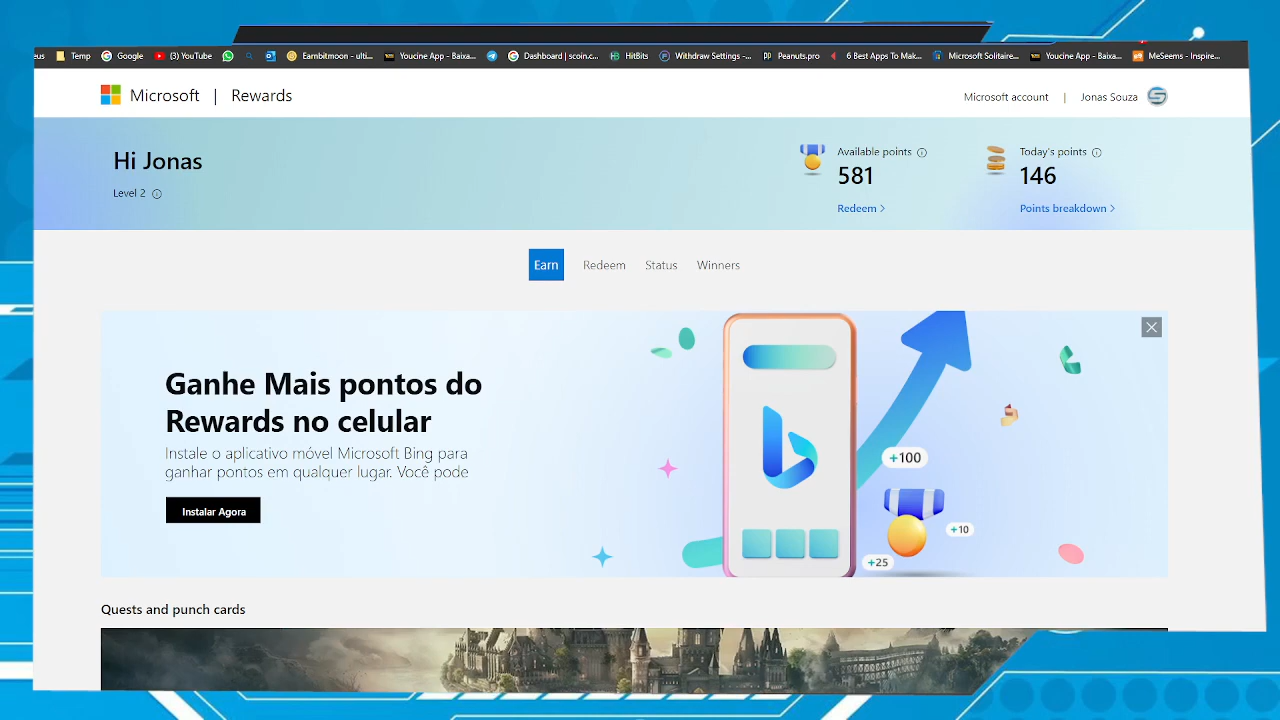 eus Temp Google (3) YouTube Earnbitmoon - ulti... Youcine App - Baixa... Dashboard | scoin.c... HitBits Withdraw Settings -... Peanuts.pro 6 Best Apps To Mak... Microsoft Solitaire... Youcine App - Baixa... MeSeems - Inspire...
Microsoft | Rewards
Microsoft account | Jonas Souza
Hi Jonas
Level 2
Available points
581
Redeem >
Today's points
146
Points breakdown >
Earn Redeem Status Winners
Ganhe Mais pontos do
Rewards no celular
Instale o aplicativo móvel Microsoft Bing para
ganhar pontos em qualquer lugar. Você pode
Instalar Agora
+100
+10
+25
Quests and punch cards